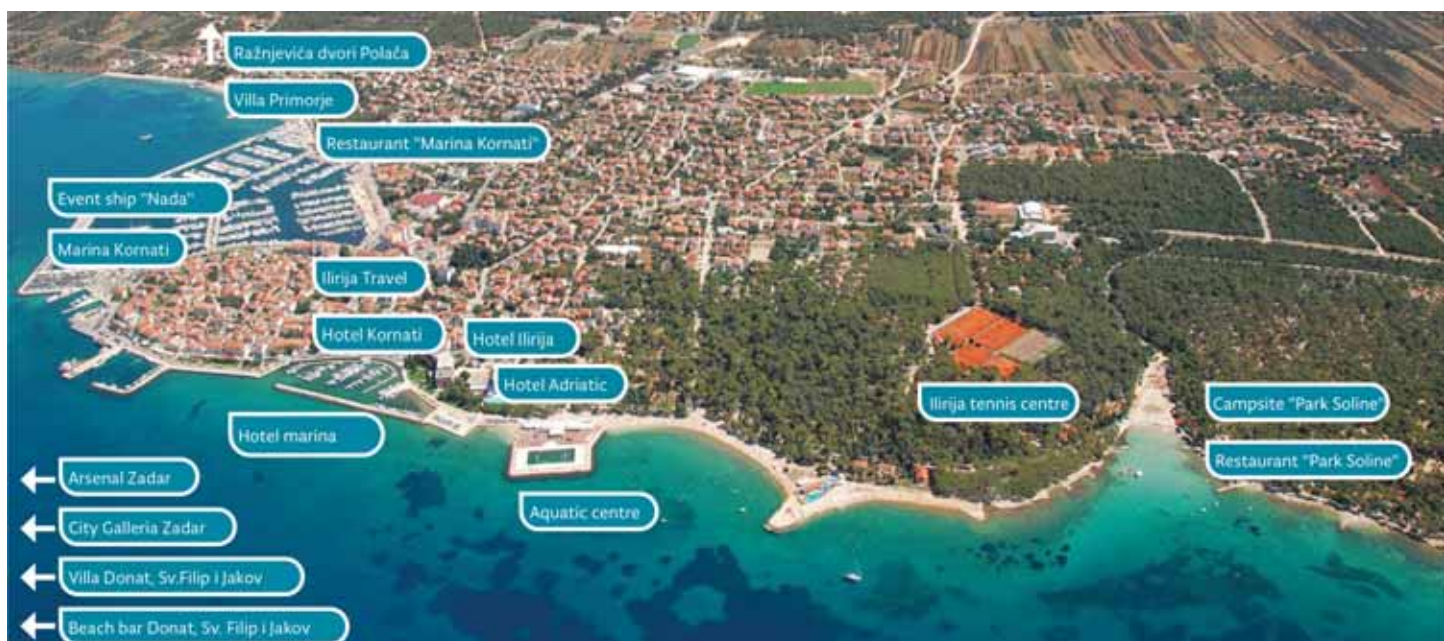 Ražnjevića dvori Polača
Villa Primorje
Restaurant "Marina Kornati"
Event ship "Nada"
Marina Kornati
Ilirija Travel
Hotel Kornati
Hotel Ilirija
Hotel Adriatic
Ilirija tennis centre
Campsite "Park Soline"
Hotel marina
Restaurant "Park Soline"
Arsenal Zadar
Aquatic centre
City Galleria Zadar
Villa Donat, Sv.Filip i Jakov
Beach bar Donat, Sv. Filip i Jakov